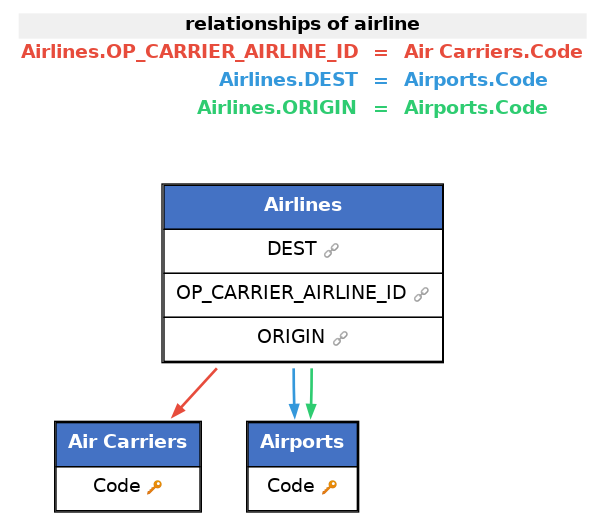 relationships of airline
Airlines.OP_CARRIER_AIRLINE_ID = Air Carriers.Code
Airlines.DEST = Airports.Code
Airlines.ORIGIN = Airports.Code
Airlines
DEST
OP_CARRIER_AIRLINE_ID
ORIGIN
Air Carriers
Code
Airports
Code